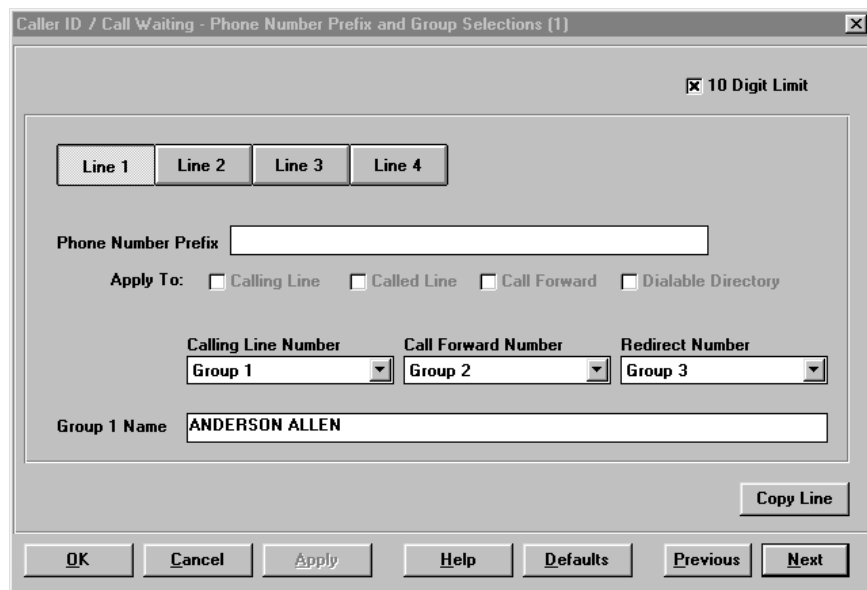 Caller ID / Call Waiting - Phone Number Prefix and Group Selections (1)
10 Digit Limit
Line 1 Line 2 Line 3 Line 4
Phone Number Prefix
Apply To: Calling Line Called Line Call Forward Dialable Directory
Calling Line Number Call Forward Number Redirect Number
Group 1 Group 2 Group 3
Group 1 Name ANDERSON ALLEN
Copy Line
OK Cancel Apply Help Defaults Previous Next